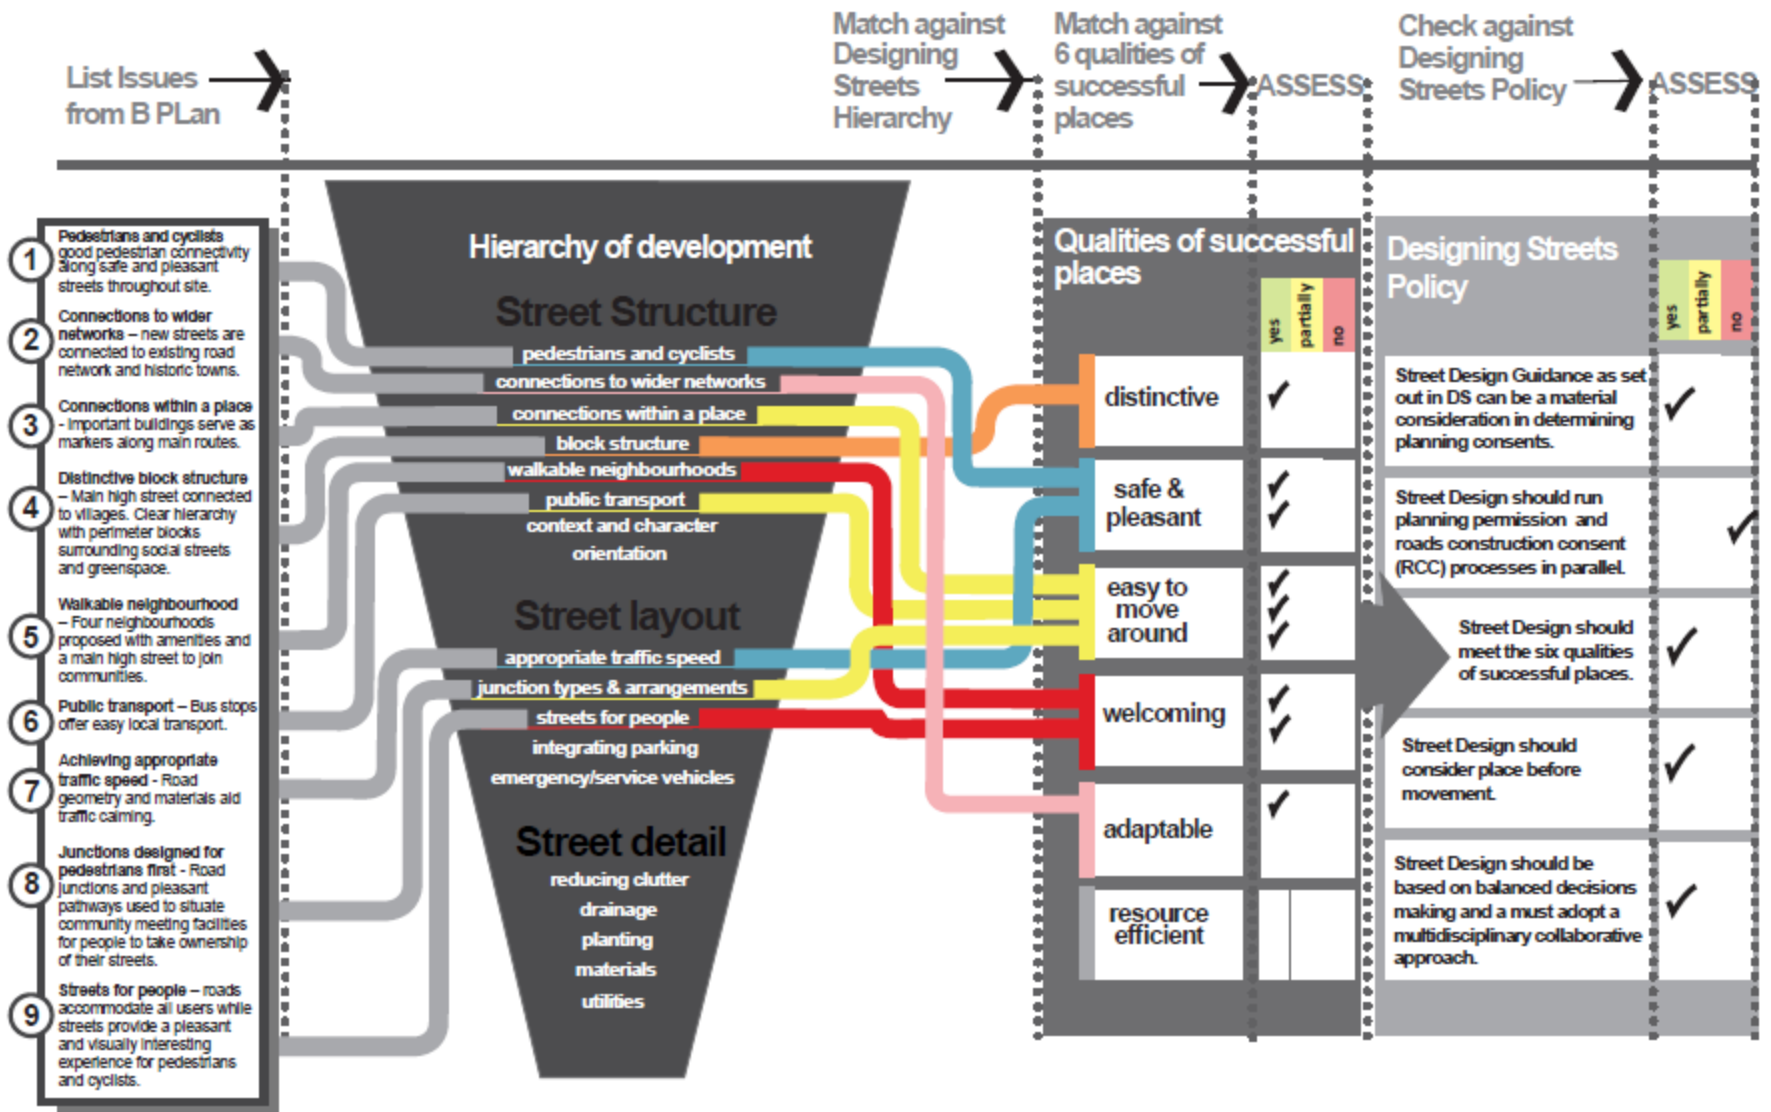 List Issues
from B PLan
Match against
Designing
Streets
Hierarchy
Match against
6 qualities of
successful
places
ASSESS
Check against
Designing
Streets Policy
ASSESS
1
Pedestrians and cyclists
good pedestrian connectivity
along safe and pleasant
streets throughout site.
2
Connections to wider
networks – new streets are
connected to existing road
network and historic towns.
3
Connections within a place
- Important buildings serve as
markers along main routes.
4
Distinctive block structure
– Main high street connected
to villages. Clear hierarchy
with perimeter blocks
surrounding social streets
and greenspace.
5
Walkable neighbourhood
– Four neighbourhoods
proposed with amenities and
a main high street to join
communities.
6
Public transport – Bus stops
offer easy local transport.
7
Achieving appropriate
traffic speed - Road
geometry and materials aid
traffic calming.
8
Junctions designed for
pedestrians first - Road
junctions and pleasant
pathways used to situate
community meeting facilities
for people to take ownership
of their streets.
9
Streets for people – roads
accommodate all users while
streets provide a pleasant
and visually interesting
experience for pedestrians
and cyclists.
Hierarchy of development
Street Structure
pedestrians and cyclists
connections to wider networks
connections within a place
block structure
walkable neighbourhoods
public transport
context and character
orientation
Street layout
appropriate traffic speed
junction types & arrangements
streets for people
integrating parking
emergency/service vehicles
Street detail
reducing clutter
drainage
planting
materials
utilities
Qualities of successful
places
yes
partially
no
distinctive
safe &
pleasant
easy to
move
around
welcoming
adaptable
resource
efficient
Designing Streets
Policy
yes
partially
no
Street Design Guidance as set
out in DS can be a material
consideration in determining
planning consents.
Street Design should run
planning permission and
roads construction consent
(RCC) processes in parallel.
Street Design should
meet the six qualities
of successful places.
Street Design should
consider place before
movement.
Street Design should be
based on balanced decisions
making and a must adopt a
multidisciplinary collaborative
approach.